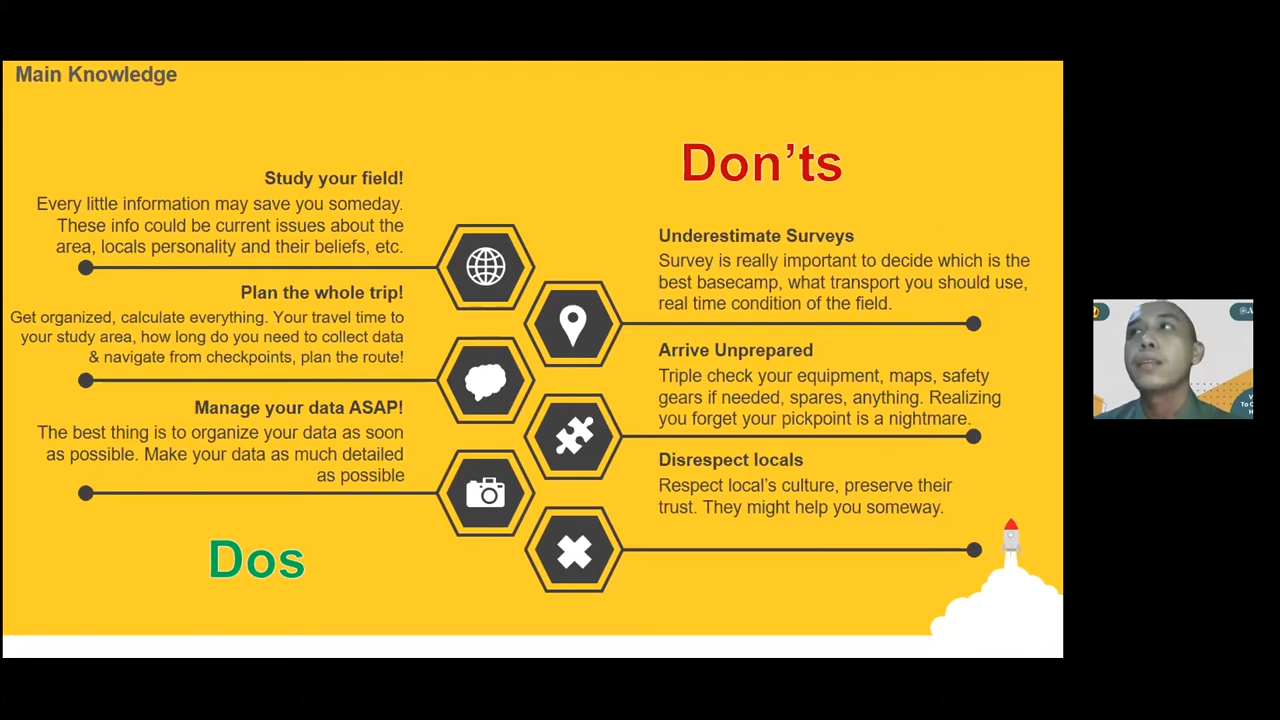 Main Knowledge
Don'ts
Study your field!
Every little information may save you someday.
These info could be current issues about the
area, locals personality and their beliefs, etc.
Plan the whole trip!
Get organized, calculate everything. Your travel time to
your study area, how long do you need to collect data
& navigate from checkpoints, plan the route!
Manage your data ASAP!
The best thing is to organize your data as soon
as possible. Make your data as much detailed
as possible
Dos
Underestimate Surveys
Survey is really important to decide which is the
best basecamp, what transport you should use,
real time condition of the field.
Arrive Unprepared
Triple check your equipment, maps, safety
gears if needed, spares, anything. Realizing
you forget your pickpoint is a nightmare.
Disrespect locals
Respect local's culture, preserve their
trust. They might help you someway.